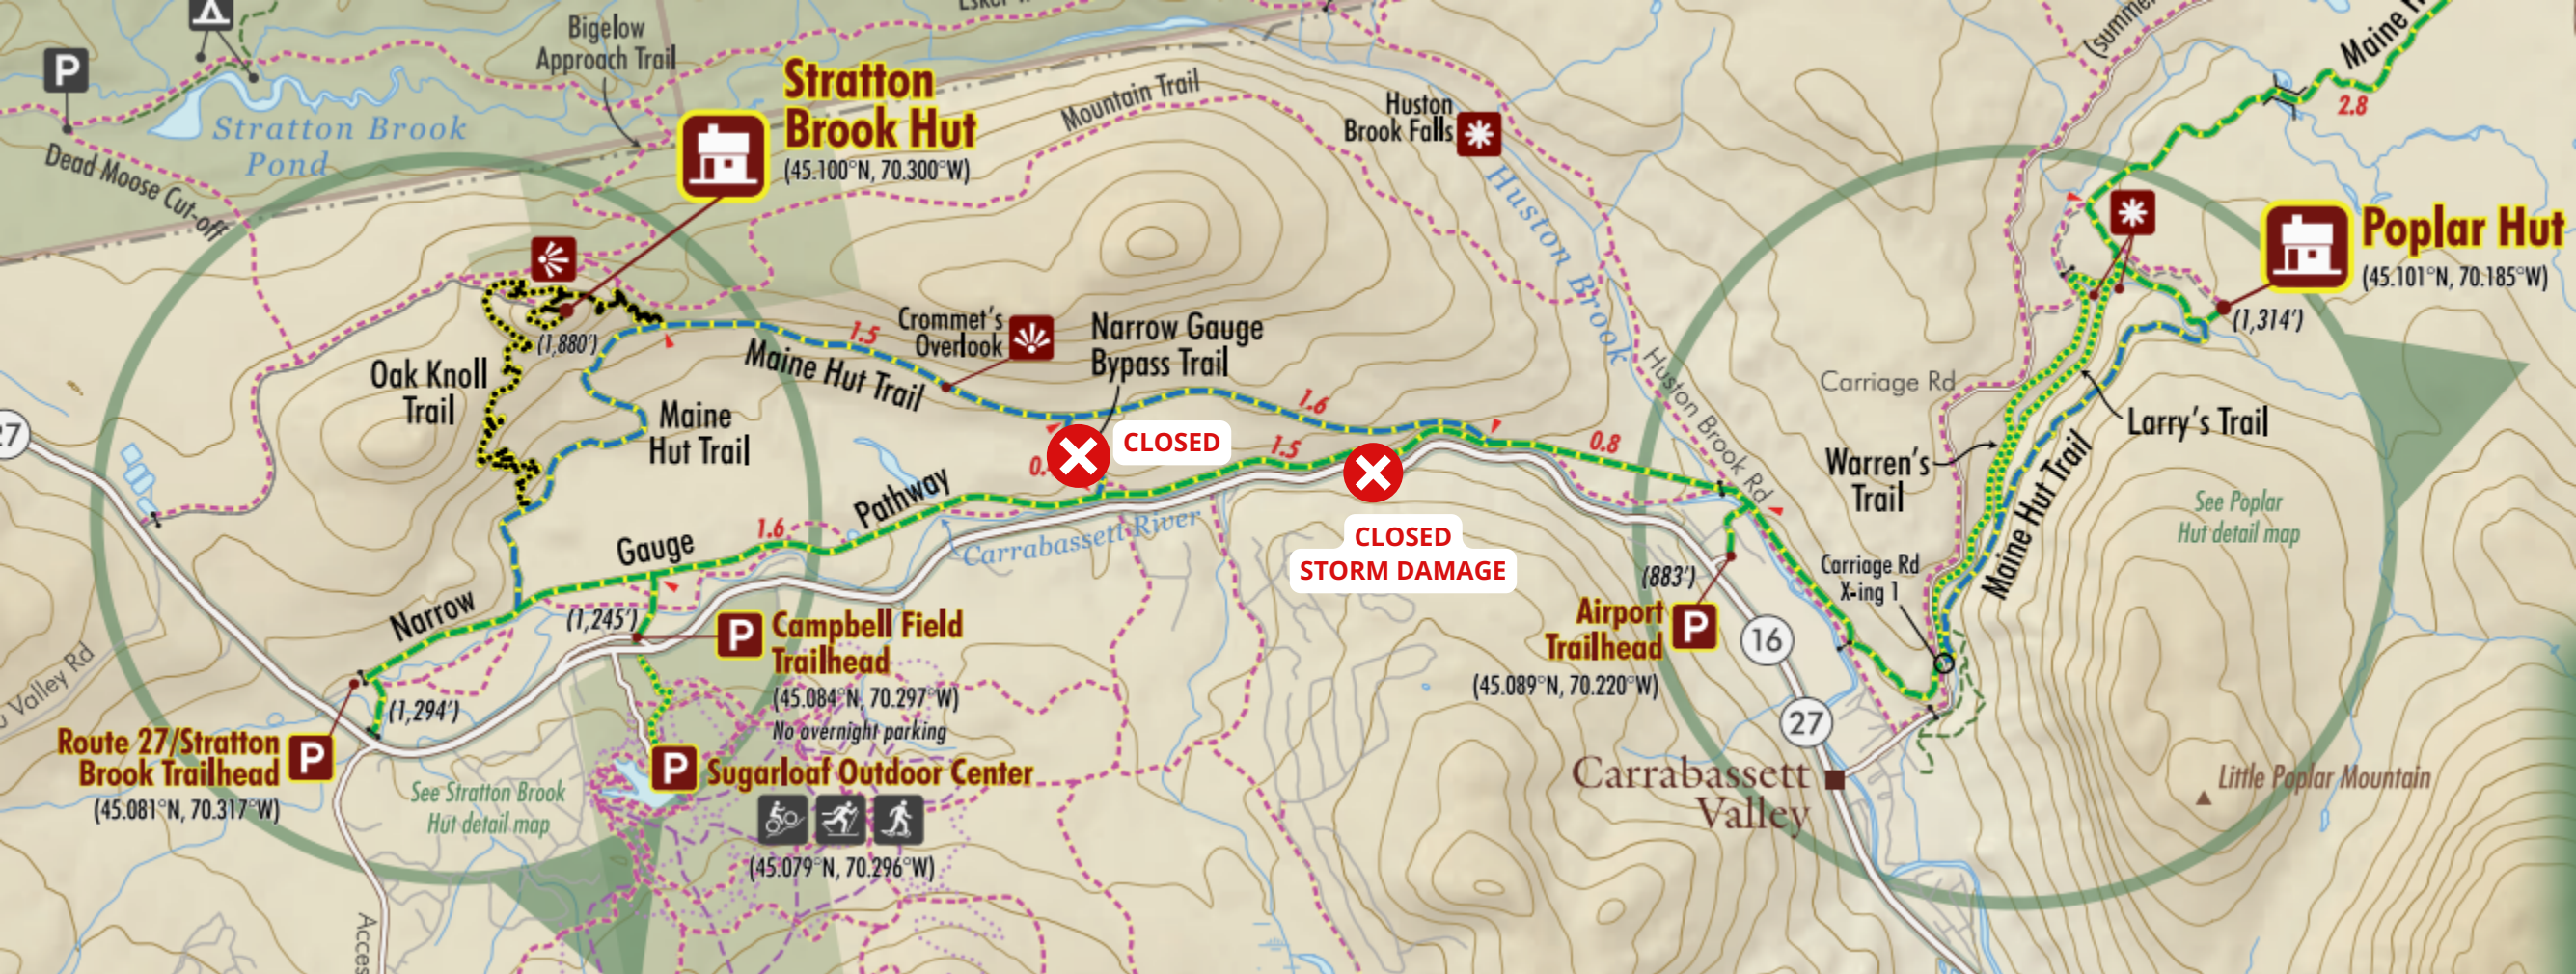 Bigelow
Approach Trail
P
Stratton
Brook Hut
(45.100°N, 70.300°W)
Stratton Brook
Pond
Dead Moose Cut-off
Mountain Trail
Huston
Brook Falls
Huston Brook
(summer
Maine
2.8
Poplar Hut
(45.101°N, 70.185°W)
(1,314')
27
Oak Knoll
Trail
(1,880')
1.5
Maine Hut Trail
Crommet's
Overlook
Narrow Gauge
Bypass Trail
Maine
Hut Trail
1.6
CLOSED
1.5
0.8
CLOSED
STORM DAMAGE
Huston Brook Rd
Carriage Rd
Larry's Trail
Warren's
Trail
Maine Hut Trail
See Poplar
Hut detail map
Narrow
Gauge
1.6
Pathway
Carrabassett River
(1,245')
P
Campbell Field
Trailhead
(45.084°N, 70.297°W)
No overnight parking
(883')
Airport
Trailhead
P
(45.089°N, 70.220°W)
Carriage Rd
X-ing 1
16
27
Carrabassett
Valley
Little Poplar Mountain
Valley Rd
(1,294')
Route 27/Stratton
Brook Trailhead
P
(45.081°N, 70.317°W)
See Stratton Brook
Hut detail map
P
Sugarloaf Outdoor Center
(45.079°N, 70.296°W)